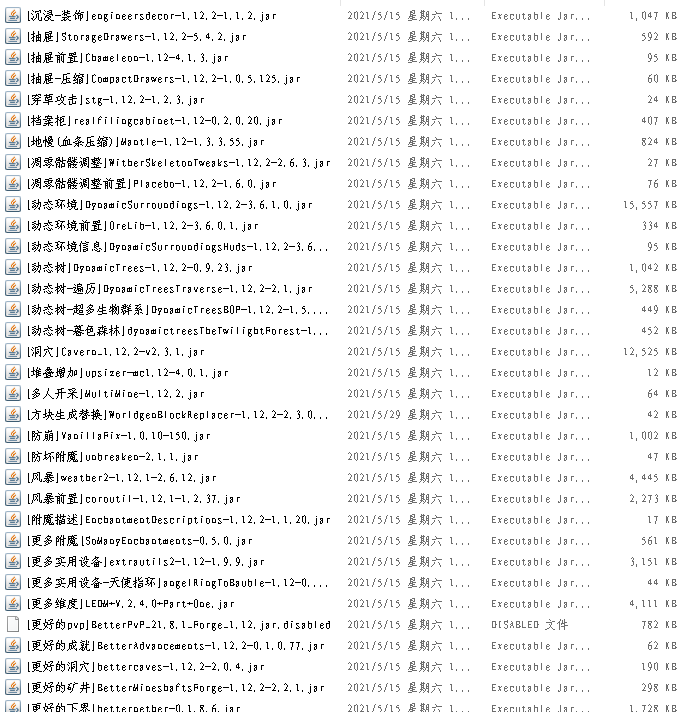 [沉浸-装饰]engineersdecor-1.12.2-1.1.2.jar 2021/5/15 星期六 1... Executable Jar... 1,047 KB
[抽屉]StorageDrawers-1.12.2-5.4.2.jar 2021/5/15 星期六 1... Executable Jar... 592 KB
[抽屉前置]Chameleon-1.12-4.1.3.jar 2021/5/15 星期六 1... Executable Jar... 95 KB
[抽屉-压缩]CompactDrawers-1.12.2-1.0.5.125.jar 2021/5/15 星期六 1... Executable Jar... 60 KB
[穿草攻击]stg-1.12.2-1.2.3.jar 2021/5/15 星期六 1... Executable Jar... 24 KB
[档案柜]realfilingcabinet-1.12-0.2.0.20.jar 2021/5/15 星期六 1... Executable Jar... 407 KB
[地幔(血条压缩)]Mantle-1.12-1.3.3.55.jar 2021/5/15 星期六 1... Executable Jar... 824 KB
[凋零骷髅调整]WitherSkeletonTweaks-1.12.2-2.6.3.jar 2021/5/15 星期六 1... Executable Jar... 27 KB
[凋零骷髅调整前置]Placebo-1.12.2-1.6.0.jar 2021/5/15 星期六 1... Executable Jar... 76 KB
[动态环境]DynamicSurroundings-1.12.2-3.6.1.0.jar 2021/5/15 星期六 1... Executable Jar... 15,557 KB
[动态环境前置]OreLib-1.12.2-3.6.0.1.jar 2021/5/15 星期六 1... Executable Jar... 334 KB
[动态环境信息]DynamicSurroundingsHuds-1.12.2-3.6... 2021/5/15 星期六 1... Executable Jar... 95 KB
[动态树]DynamicTrees-1.12.2-0.9.23.jar 2021/5/15 星期六 1... Executable Jar... 1,042 KB
[动态树-遍历]DynamicTreesTraverse-1.12.2-2.1.jar 2021/5/15 星期六 1... Executable Jar... 5,288 KB
[动态树-超多生物群系]DynamicTreesBOP-1.12.2-1.5.... 2021/5/15 星期六 1... Executable Jar... 449 KB
[动态树-暮色森林]dynamictreesTheTwilightForest-1... 2021/5/15 星期六 1... Executable Jar... 452 KB
[洞穴]Cavern_1.12.2-v2.3.1.jar 2021/5/15 星期六 1... Executable Jar... 12,525 KB
[堆叠增加]upsizer-mc1.12-4.0.1.jar 2021/5/15 星期六 1... Executable Jar... 12 KB
[多人开采]MultiMine-1.12.2.jar 2021/5/15 星期六 1... Executable Jar... 64 KB
[方块生成替换]WorldgenBlockReplacer-1.12.2-2.3.0... 2021/5/29 星期六 1... Executable Jar... 42 KB
[防崩]VanillaFix-1.0.10-150.jar 2021/5/15 星期六 1... Executable Jar... 1,002 KB
[防坏附魔]unbreaken-2.1.1.jar 2021/5/15 星期六 1... Executable Jar... 47 KB
[风暴]weather2-1.12.1-2.6.12.jar 2021/5/15 星期六 1... Executable Jar... 4,445 KB
[风暴前置]coroutil-1.12.1-1.2.37.jar 2021/5/15 星期六 1... Executable Jar... 2,273 KB
[附魔描述]EnchantmentDescriptions-1.12.2-1.1.20.jar 2021/5/15 星期六 1... Executable Jar... 17 KB
[更多附魔]SoManyEnchantments-0.5.0.jar 2021/5/15 星期六 1... Executable Jar... 561 KB
[更多实用设备]extrautils2-1.12-1.9.9.jar 2021/5/15 星期六 1... Executable Jar... 3,151 KB
[更多实用设备-天使指环]angelRingToBauble-1.12-0.... 2021/5/15 星期六 1... Executable Jar... 44 KB
[更多维度]LEDM+V.2.4.0+Part+One.jar 2021/5/15 星期六 1... Executable Jar... 4,111 KB
[更好的pvp]BetterPvP_21.8.1_Forge_1.12.jar.disabled 2021/5/15 星期六 1... DISABLED 文件 782 KB
[更好的成就]BetterAdvancements-1.12.2-0.1.0.77.jar 2021/5/15 星期六 1... Executable Jar... 62 KB
[更好的洞穴]bettercaves-1.12.2-2.0.4.jar 2021/5/15 星期六 1... Executable Jar... 190 KB
[更好的矿井]BetterMineshaftsForge-1.12.2-2.2.1.jar 2021/5/15 星期六 1... Executable Jar... 298 KB
[更好的下界]betternether-0.1.8.6.jar 2021/5/15 星期六 1... Executable Jar... 1,728 KB